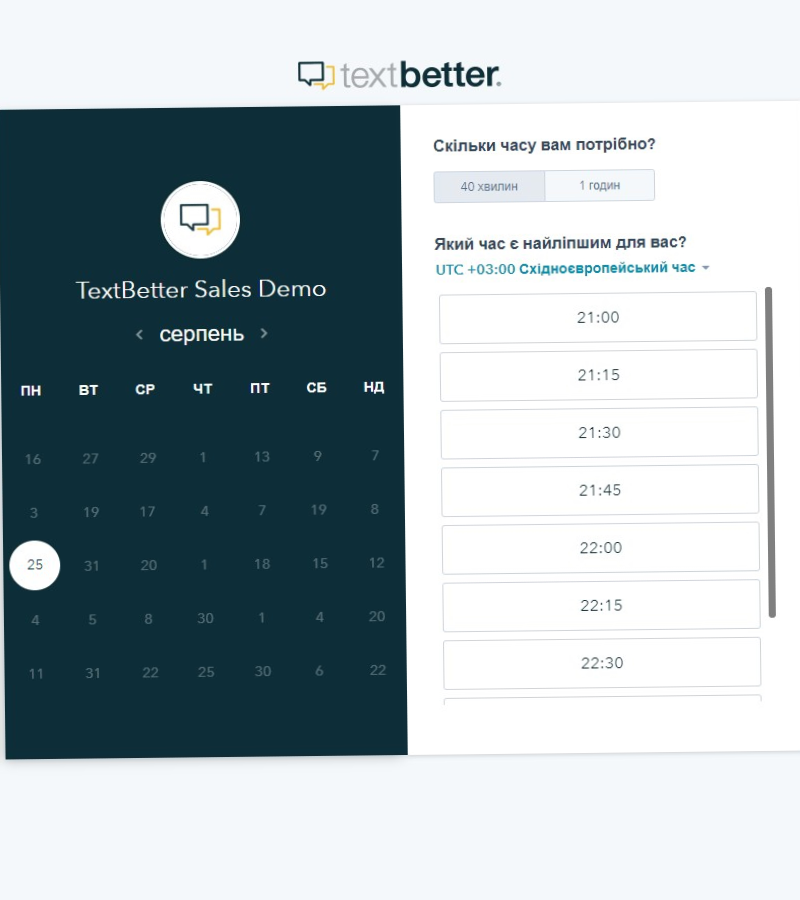 textbetter.
TextBetter Sales Demo
серпень
ПН ВТ СР ЧТ ПТ СБ НД
16 27 29 1 13 9 7
3 19 17 4 7 19 8
25 31 20 1 18 15 12
4 5 8 30 1 4 20
11 31 22 25 30 6 22
Скільки часу вам потрібно?
40 хвилин 1 годин
Який час є найліпшим для вас?
UTC +03:00 Східноєвропейський час
21:00
21:15
21:30
21:45
22:00
22:15
22:30